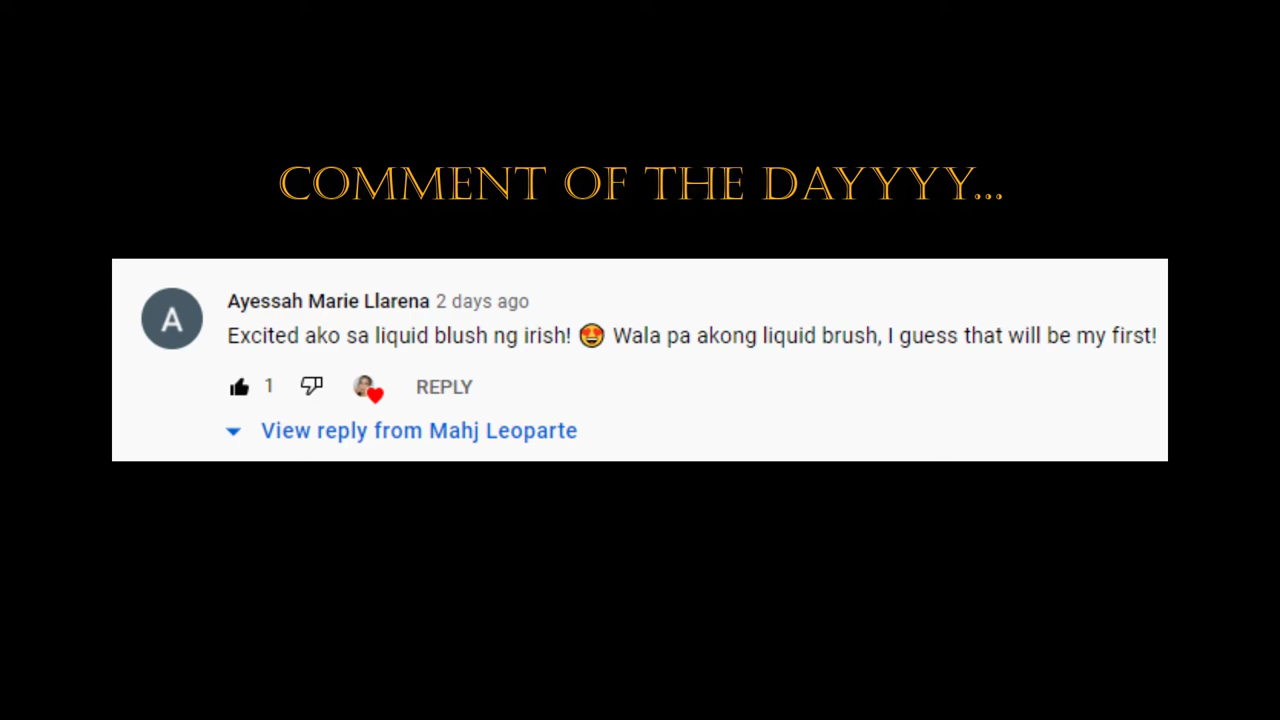 COMMENT OF THE DAYYYY...
A
Ayessah Marie Llarena 2 days ago
Excited ako sa liquid blush ng irish! 🤩 Wala pa akong liquid brush, I guess that will be my first!
1 REPLY
View reply from Mahj Leoparte